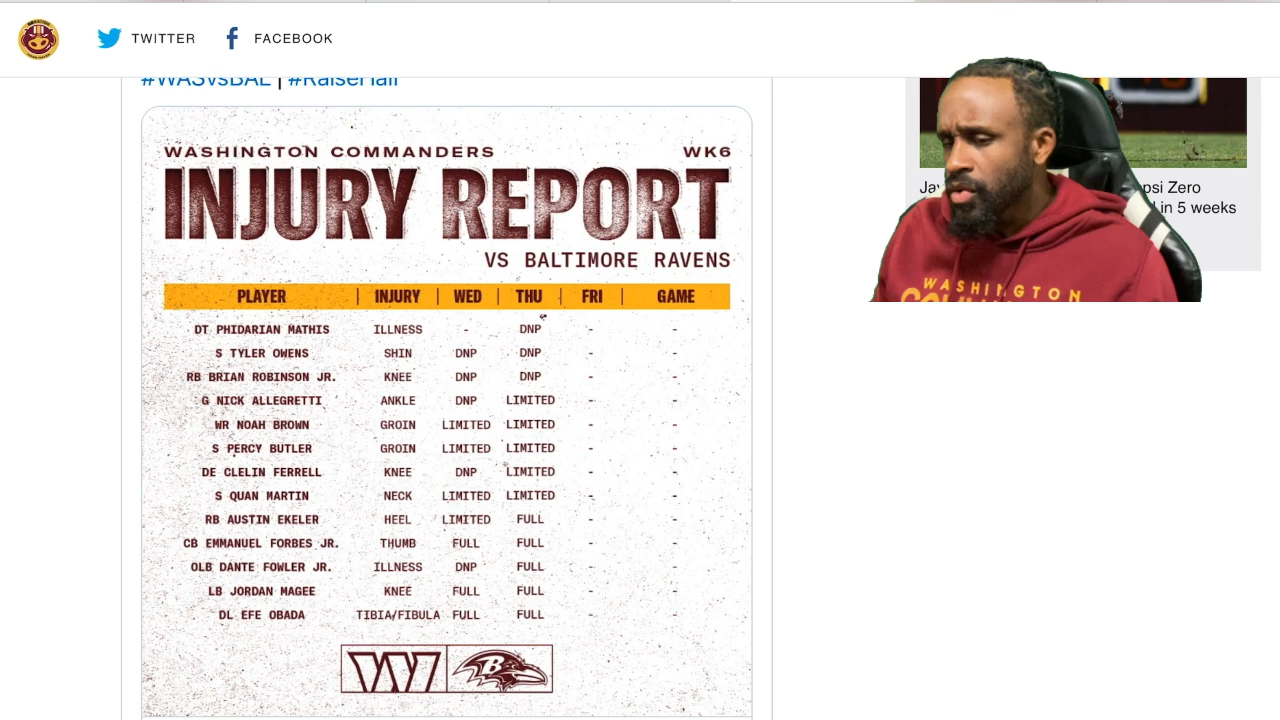 TWITTER FACEBOOK
#WASvsBAL | #RaiseHail
WASHINGTON COMMANDERS WK6
INJURY REPORT
VS BALTIMORE RAVENS
PLAYER | INJURY | WED | THU | FRI | GAME
DT PHIDARIAN MATHIS ILLNESS - DNP - -
S TYLER OWENS SHIN DNP DNP - -
RB BRIAN ROBINSON JR. KNEE DNP DNP - -
G NICK ALLEGRETTI ANKLE DNP LIMITED - -
WR NOAH BROWN GROIN LIMITED LIMITED - -
S PERCY BUTLER GROIN LIMITED LIMITED - -
DE CLELIN FERRELL KNEE DNP LIMITED - -
S QUAN MARTIN NECK LIMITED LIMITED - -
RB AUSTIN EKELER HEEL LIMITED FULL - -
CB EMMANUEL FORBES JR. THUMB FULL FULL - -
OLB DANTE FOWLER JR. ILLNESS DNP FULL - -
LB JORDAN MAGEE KNEE FULL FULL - -
DL EFE OBADA TIBIA/FIBULA FULL FULL - -
Zero
in 5 weeks
WASHINGTON